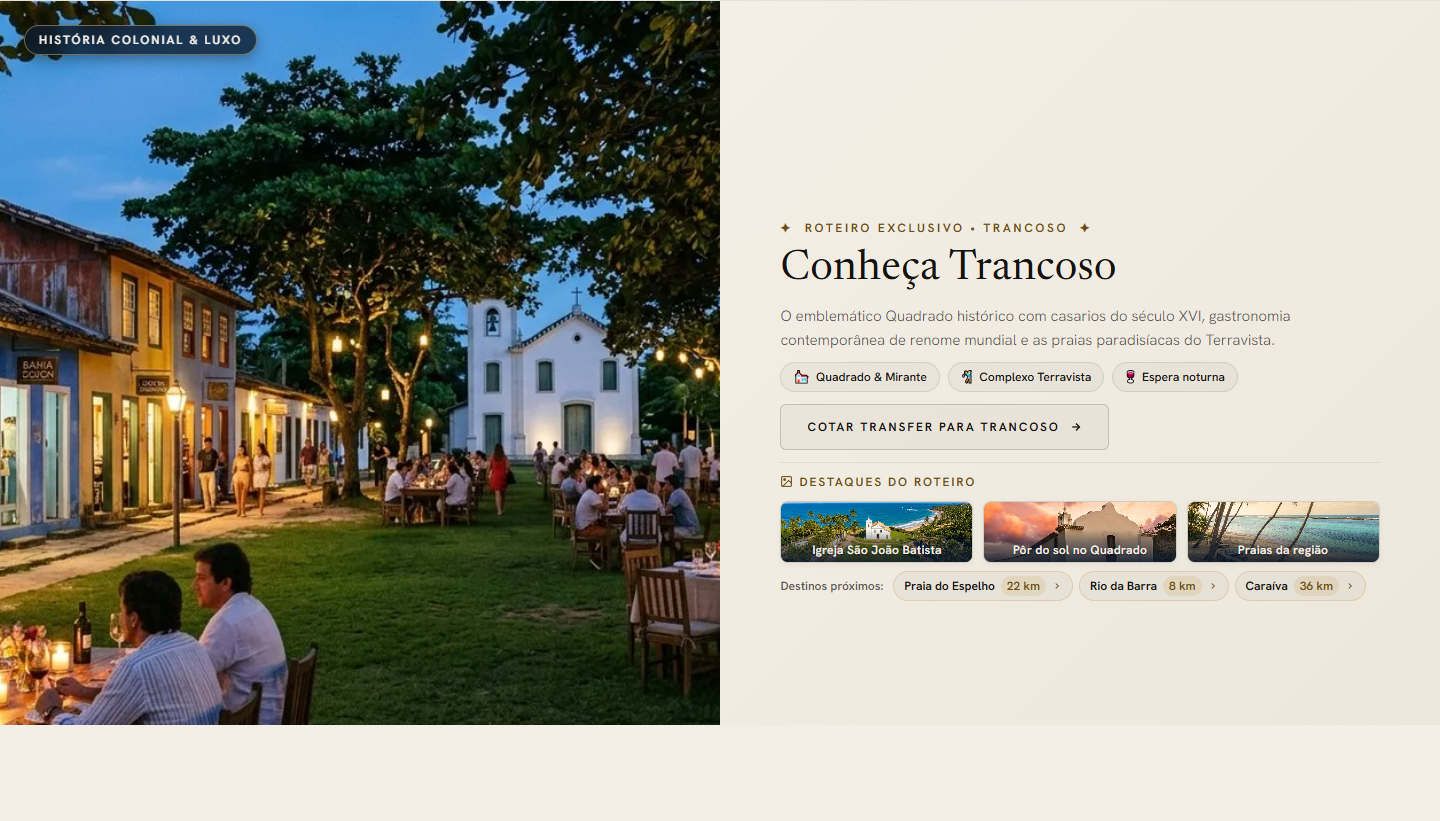 HISTÓRIA COLONIAL & LUXO
BAHIA
✦ ROTEIRO EXCLUSIVO • TRANCOSO ✦
Conheça Trancoso
O emblemático Quadrado histórico com casarios do século XVI, gastronomia
contemporânea de renome mundial e as praias paradisíacas do Terravista.
Quadrado & Mirante
Complexo Terravista
Espera noturna
COTAR TRANSFER PARA TRANCOSO →
DESTAQUES DO ROTEIRO
Igreja São João Batista
Pôr do sol no Quadrado
Praias da região
Destinos próximos: Praia do Espelho 22 km › Rio da Barra 8 km › Caraíva 36 km ›